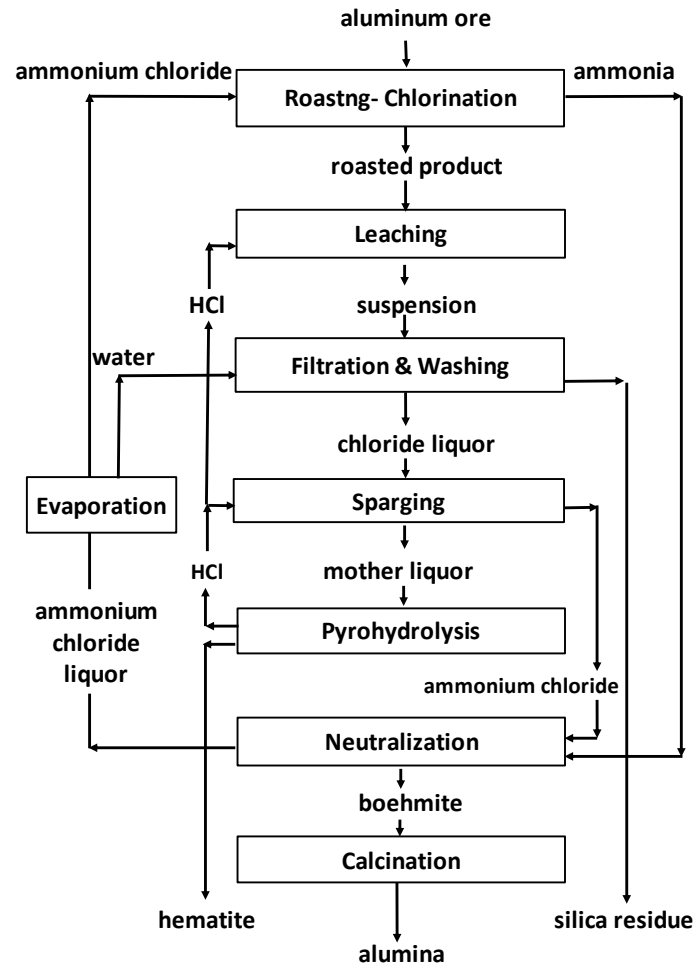 aluminum ore
ammonium chloride
ammonia
Roastng- Chlorination
roasted product
Leaching
HCl
suspension
water
Filtration & Washing
chloride liquor
Evaporation
Sparging
HCl
mother liquor
ammonium
chloride
liquor
Pyrohydrolysis
ammonium chloride
Neutralization
boehmite
Calcination
hematite
silica residue
alumina